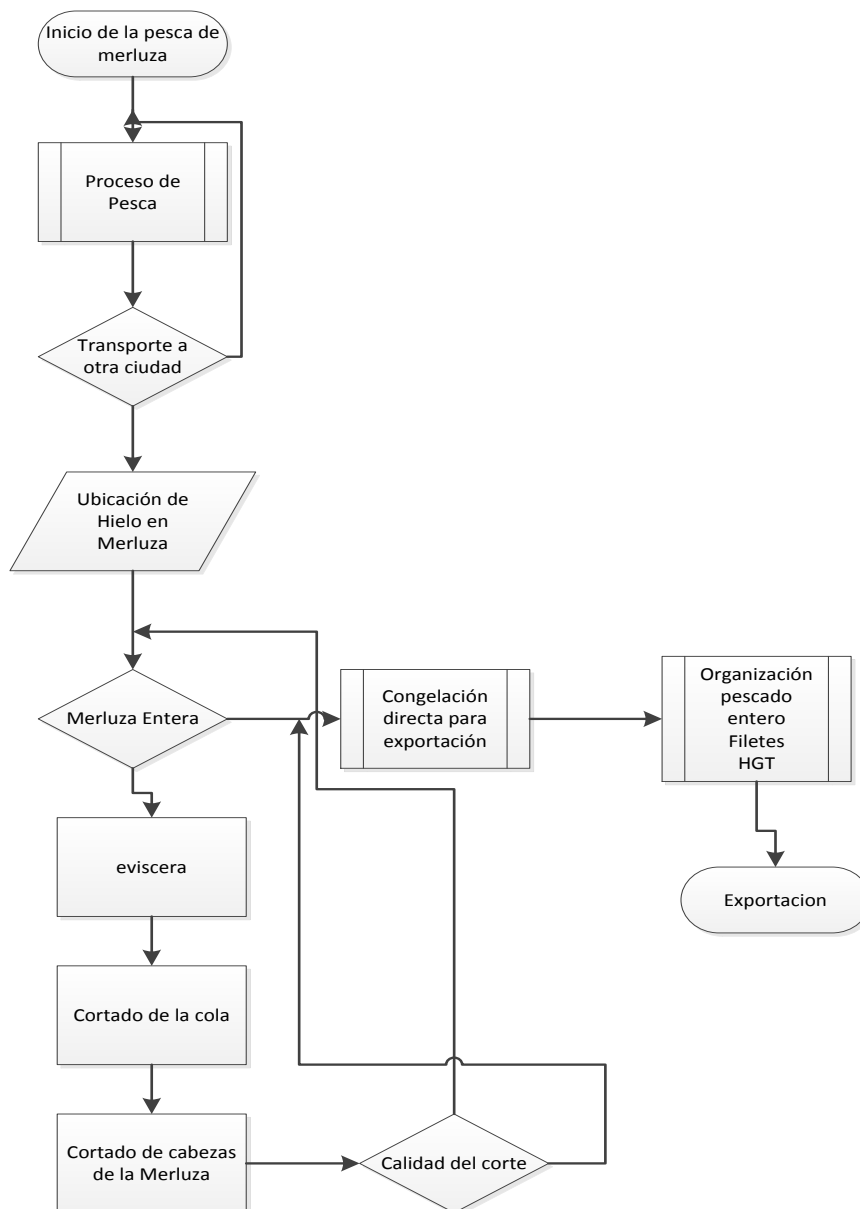 Inicio de la pesca de
merluza
Proceso de
Pesca
Transporte a
otra ciudad
Ubicación de
Hielo en
Merluza
Merluza Entera
Congelación
directa para
exportación
Organización
pescado
entero
Filetes
HGT
eviscera
Exportacion
Cortado de la cola
Cortado de cabezas
de la Merluza
Calidad del corte